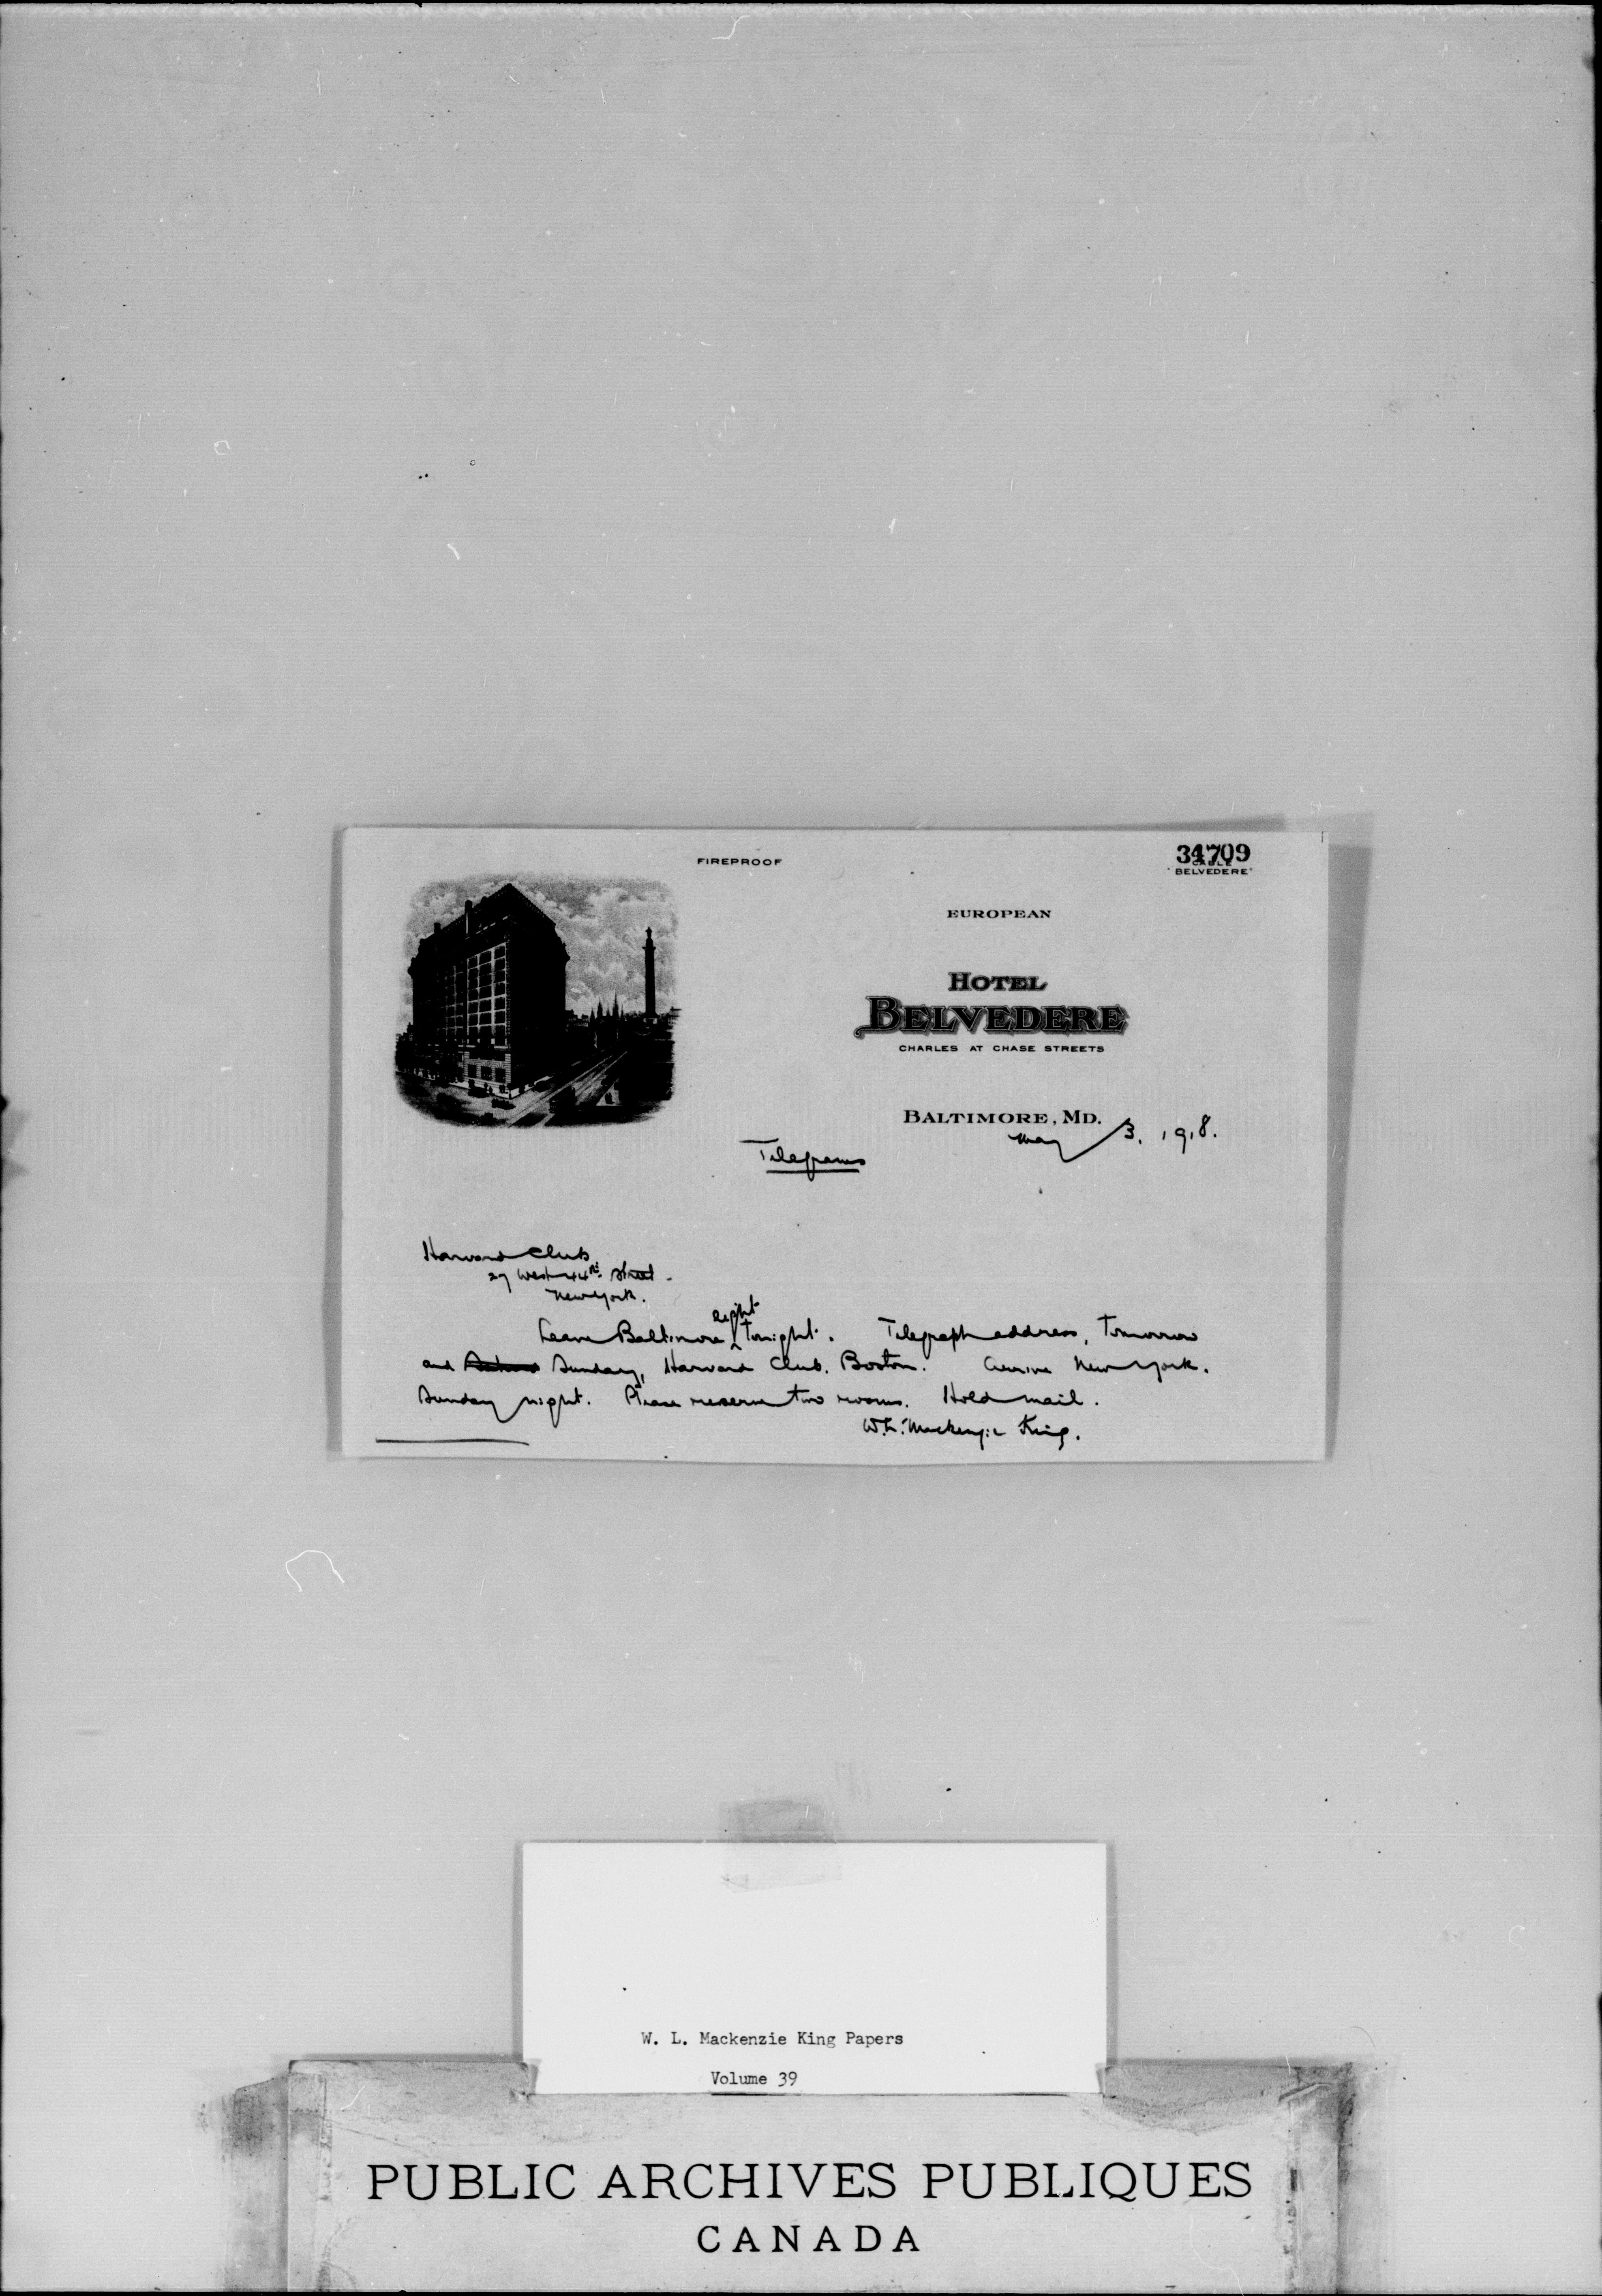 FIREPROOF
34709
CABLE
"BELVEDERE"
EUROPEAN
HOTEL
BELVEDERE
CHARLES AT CHASE STREETS
BALTIMORE, MD.
May 3. 1918.
Telegrams
Harvard Club
27 West 44th. Street.
New York.
Leave Baltimore eight tonight. Telegraph address, tomorrow
and Sunday, Harvard Club. Boston. Arrive New York.
Sunday night. Please reserve two rooms. Hold mail.
W.L. Mackenzie King.
W. L. Mackenzie King Papers
Volume 39
PUBLIC ARCHIVES PUBLIQUES
CANADA